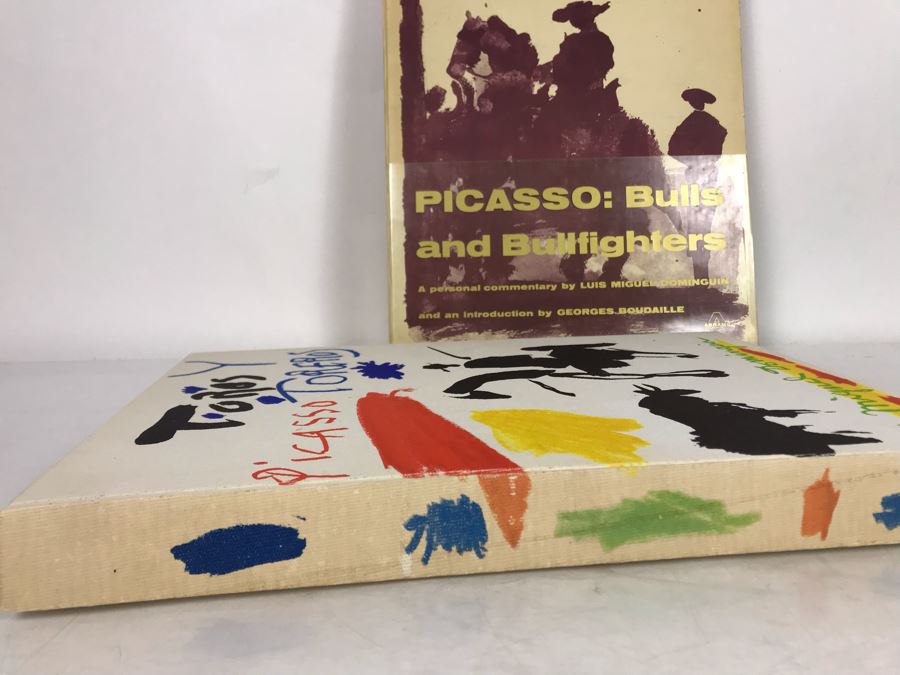 PICASSO: Bulls
and Bullfighters
A personal commentary by LUIS MIGUEL DOMINGUIN
and an introduction by GEORGES BOUDAILLE
ABRAMS
Toros Y
TOREROS
PICASSO